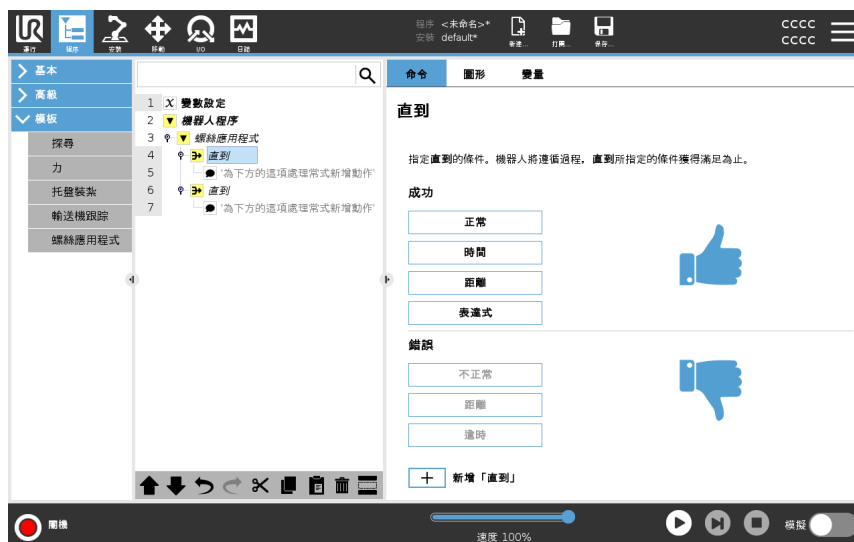 UR
運行
程序
安裝
移動
I/O
日誌
程序 <未命名>*
安裝 default*
新建...
打開...
保存...
CCCC
CCCC
基本
高級
模板
探尋
力
托盤裝紮
輸送機跟踪
螺絲應用程式
1 X 變數設定
2 機器人程序
3 螺絲應用程式
4 直到
5 '為下方的這項處理常式新增動作'
6 直到
7 '為下方的這項處理常式新增動作'
命令 圖形 變量
直到
指定直到的條件。機器人將遵循過程，直到所指定的條件獲得滿足為止。
成功
正常
時間
距離
表達式
錯誤
不正常
距離
逾時
新增「直到」
關機
速度 100%
模擬